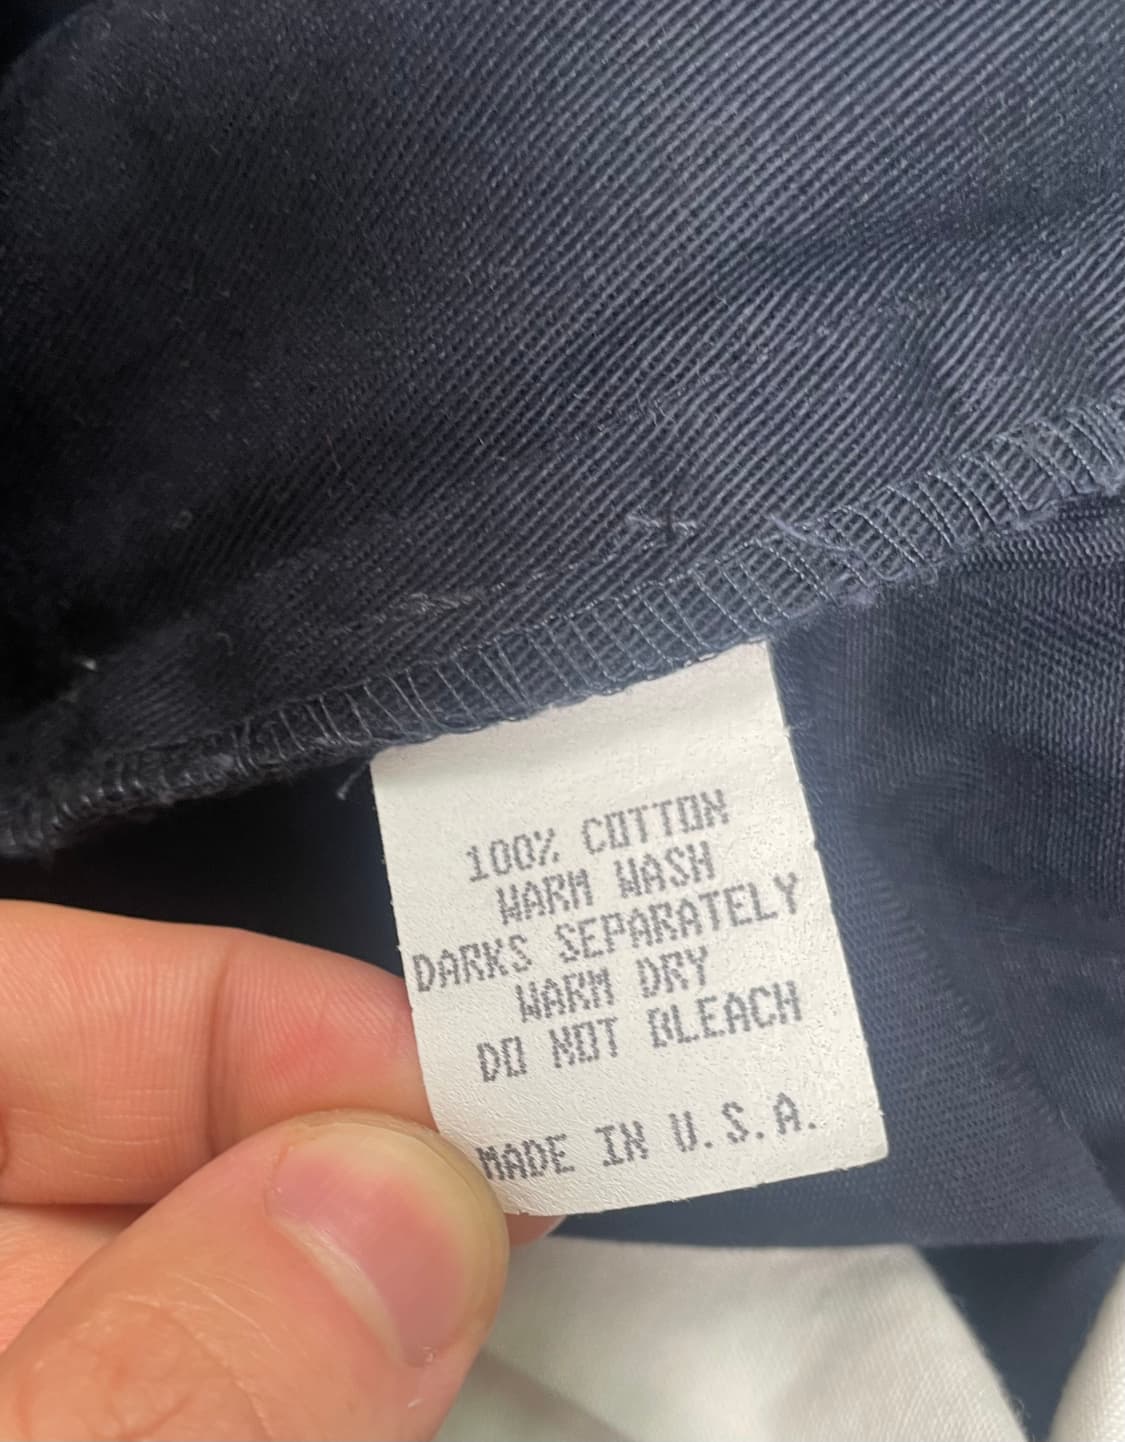 100% COTTON
WARM WASH
DARKS SEPARATELY
WARM DRY
DO NOT BLEACH
MADE IN U.S.A.